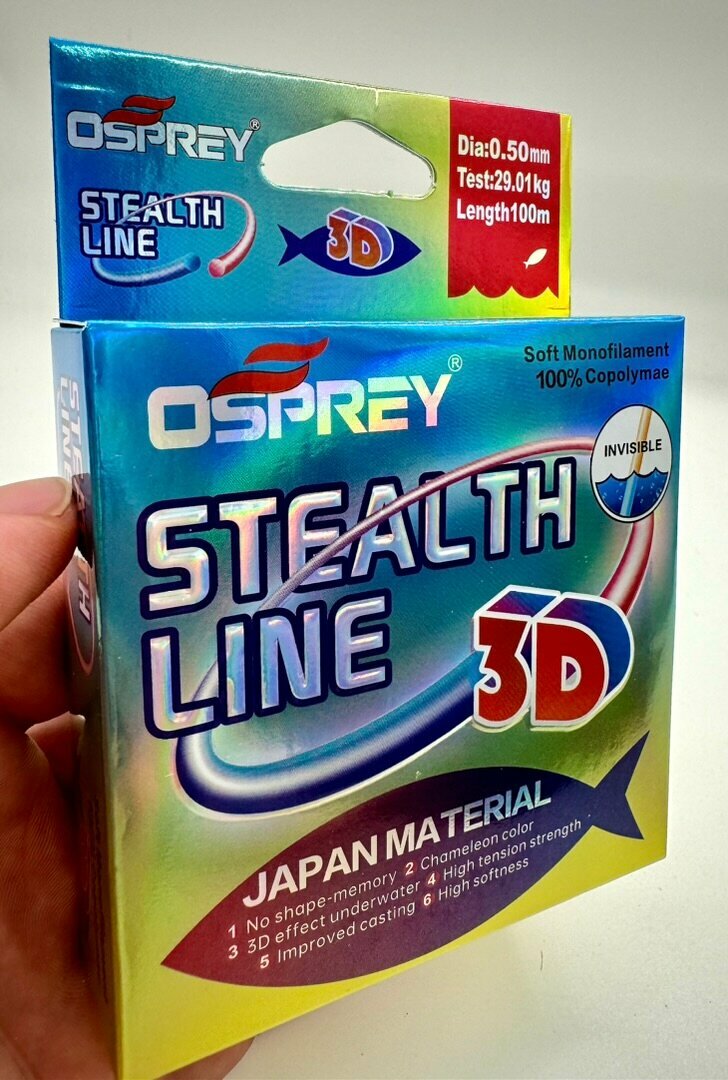 OSPREY®
STEALTH
LINE
3D
Dia:0.50mm
Test:29.01kg
Length100m
OSPREY®
Soft Monofilament
100% Copolymae
INVISIBLE
STEALTH
LINE
3D
JAPAN MATERIAL
1 No shape-memory 2 Chameleon color
3 3D effect underwater 4 High tension strength
5 Improved casting 6 High softness